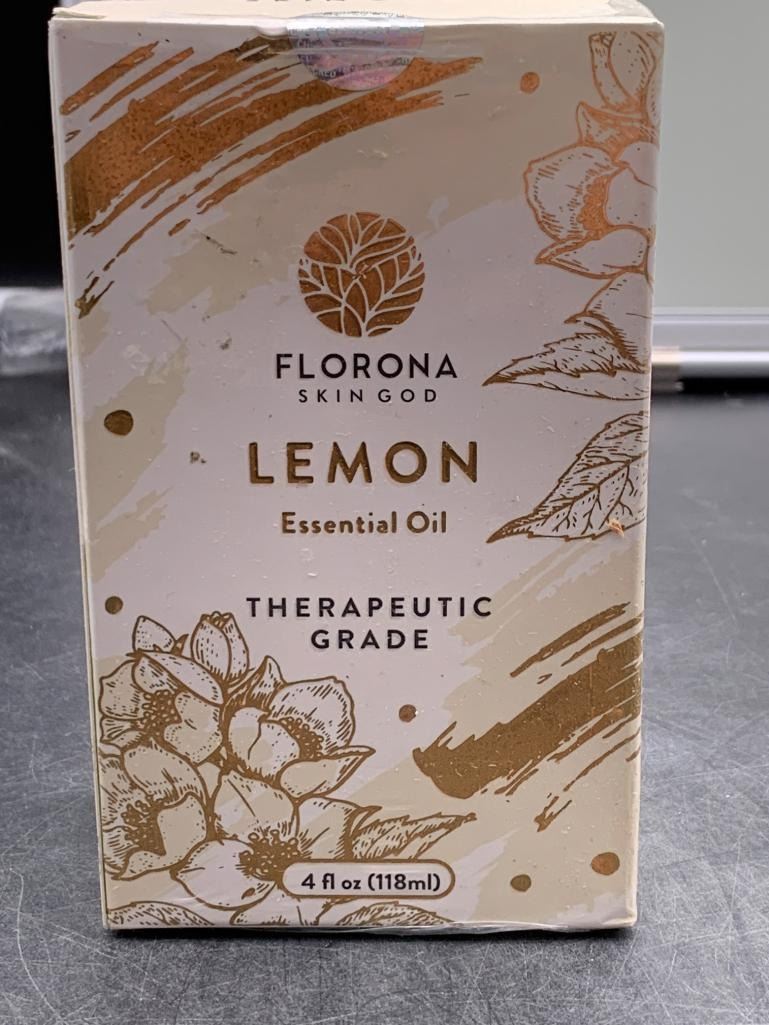 FLORONA
SKIN GOD
LEMON
Essential Oil
THERAPEUTIC
GRADE
4 fl oz (118ml)